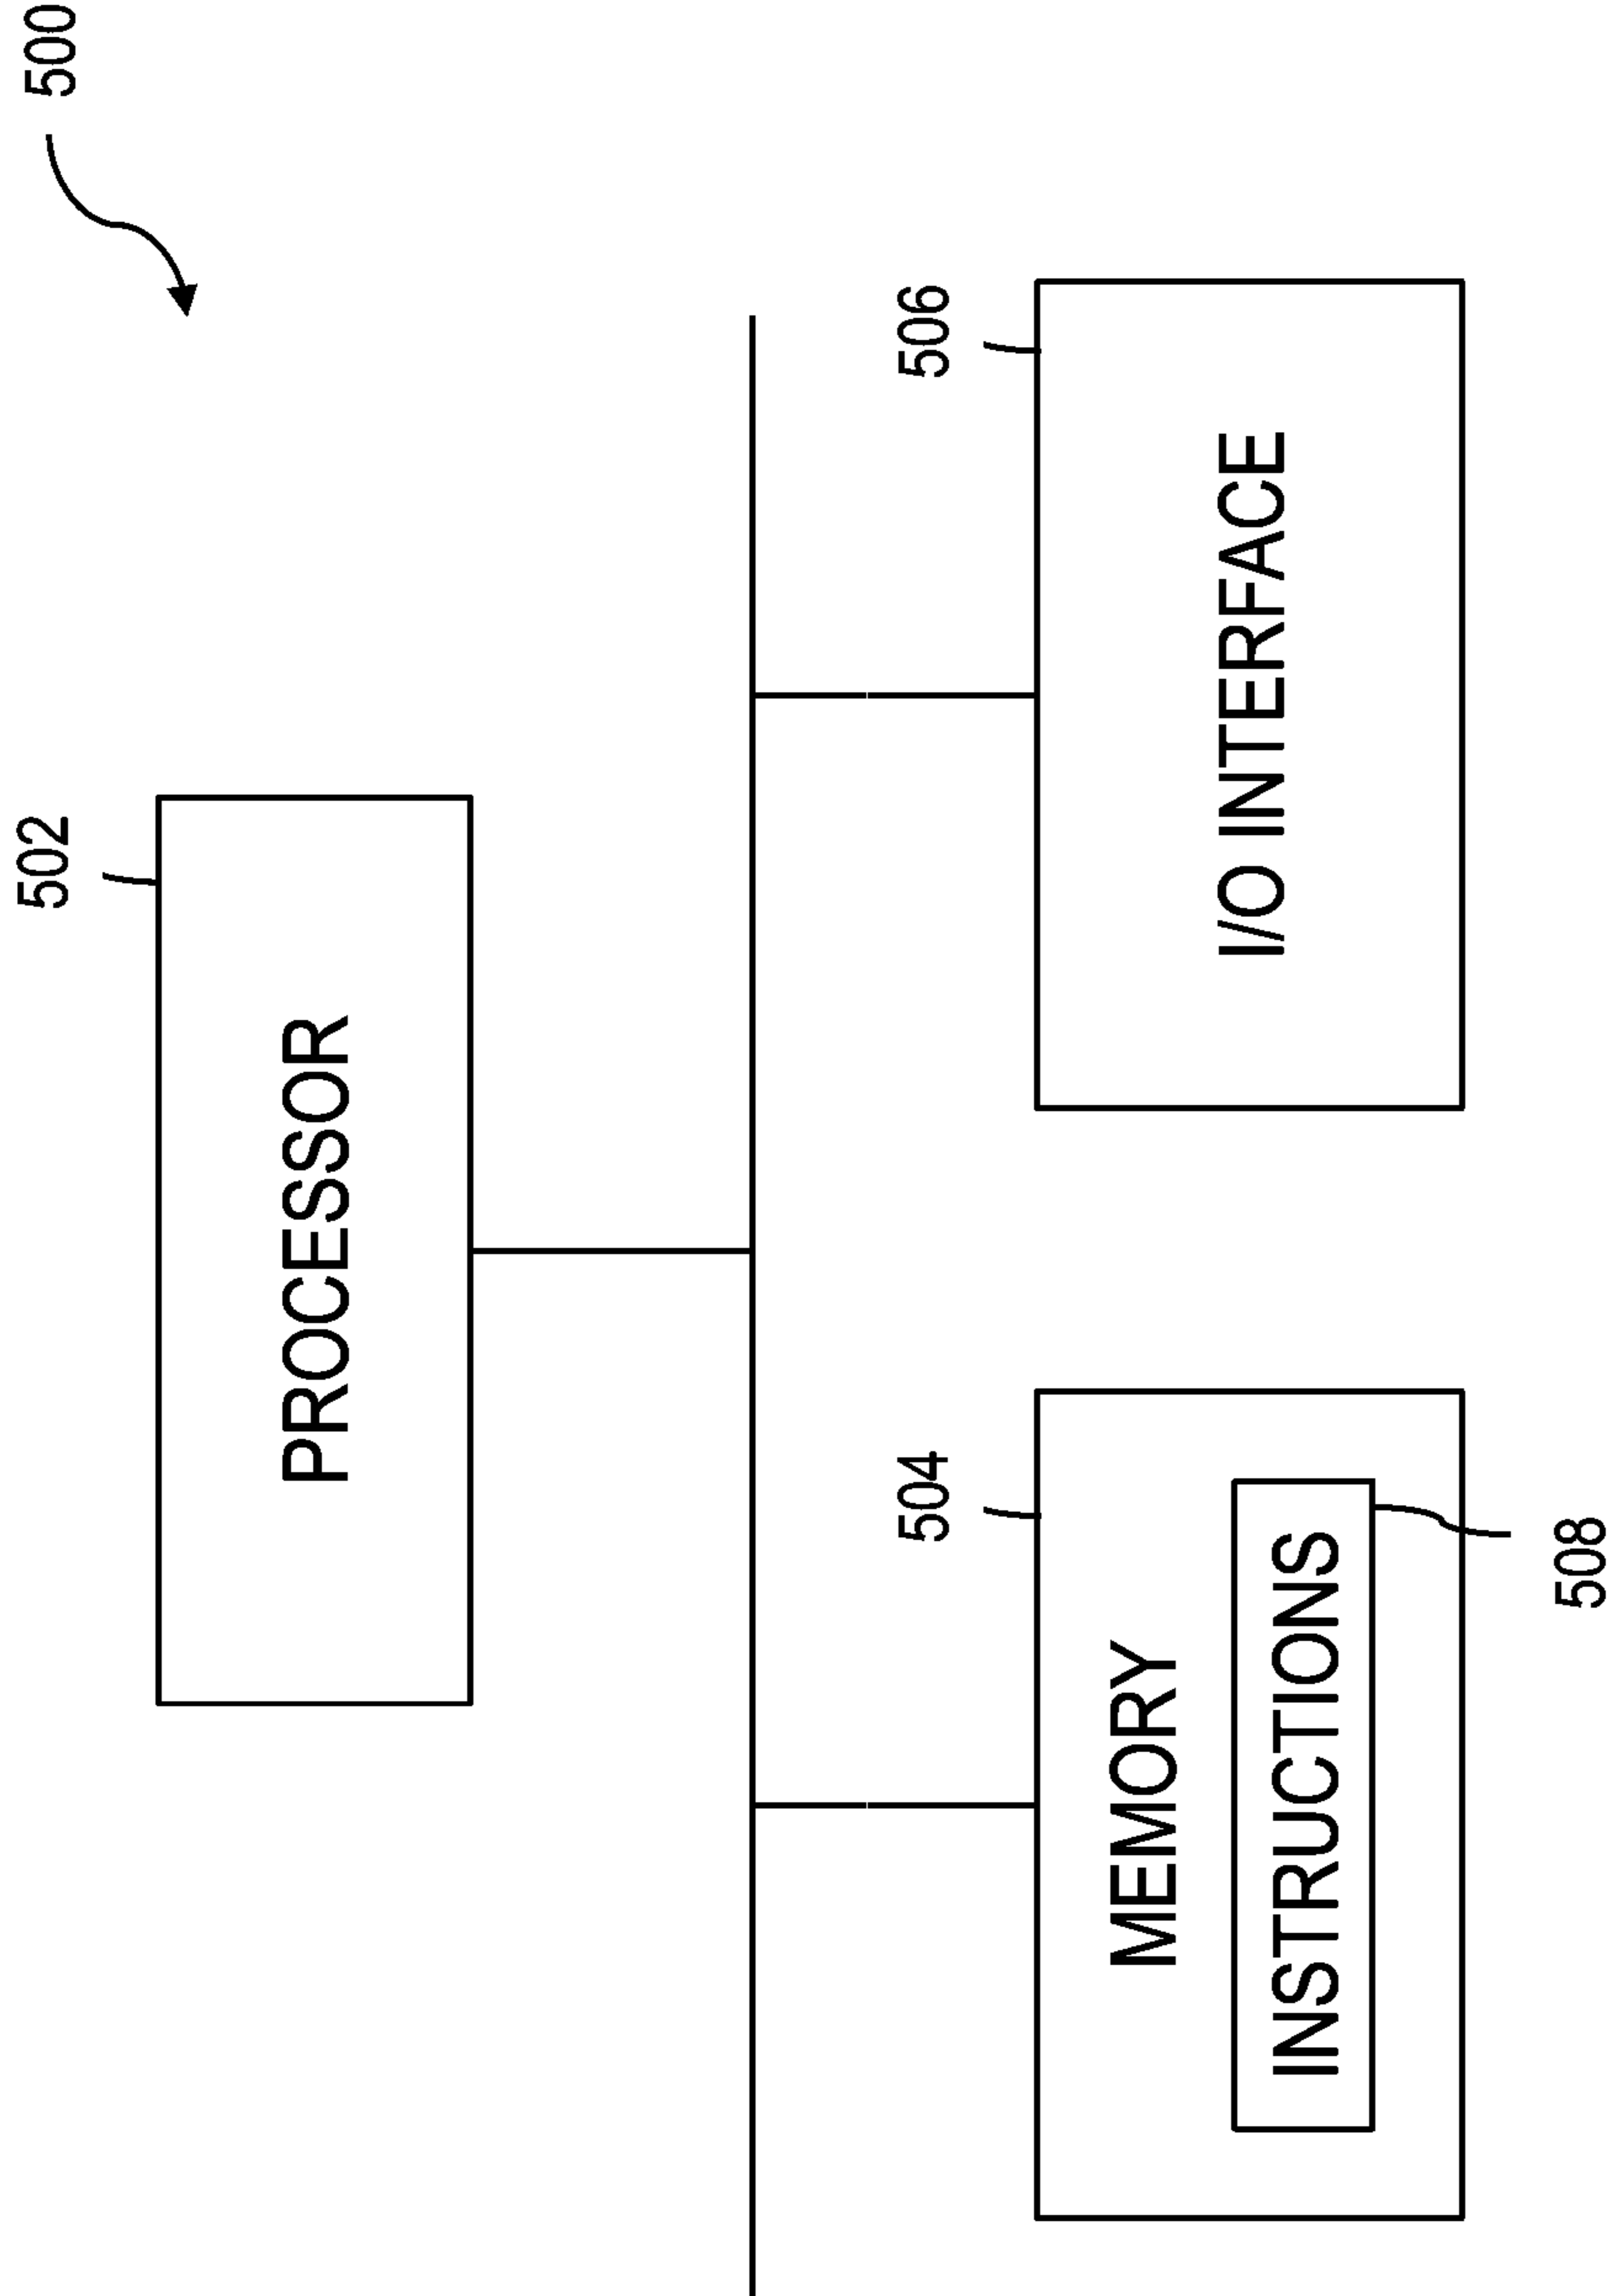 500
502
PROCESSOR
504
506
MEMORY
I/O INTERFACE
INSTRUCTIONS
508